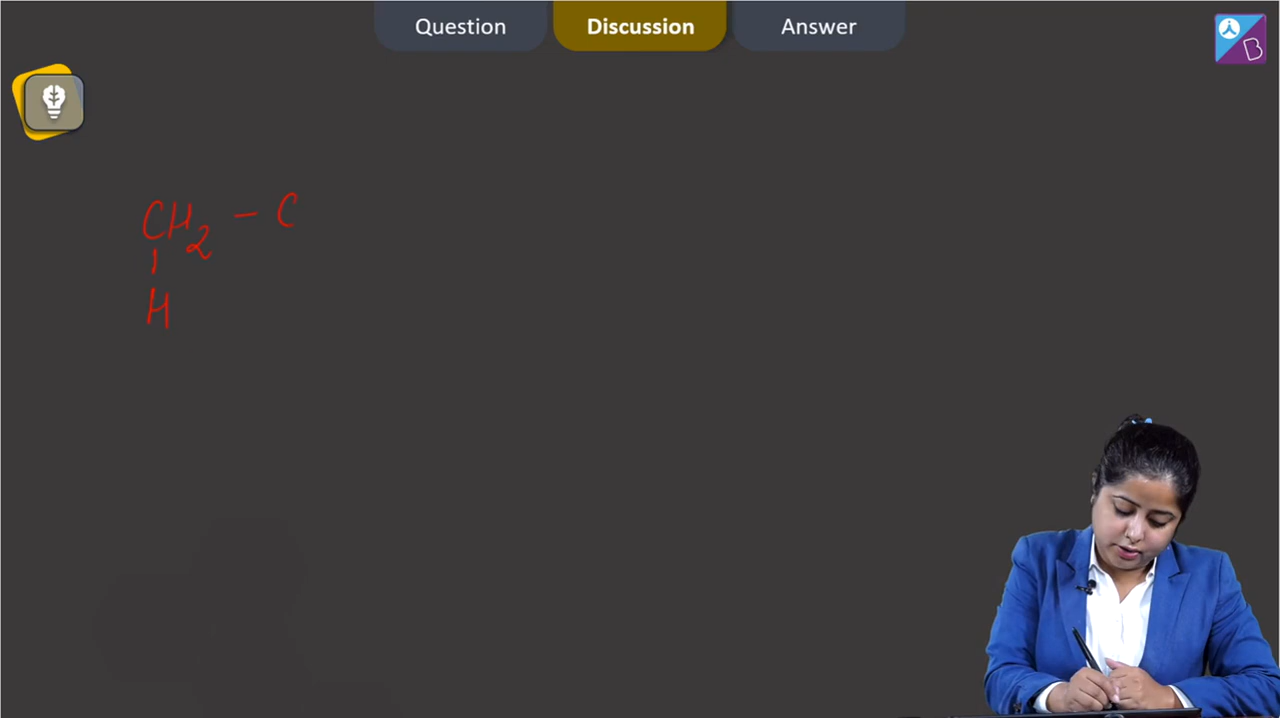 Question
Discussion
Answer
B
CH₂ – C
|
H